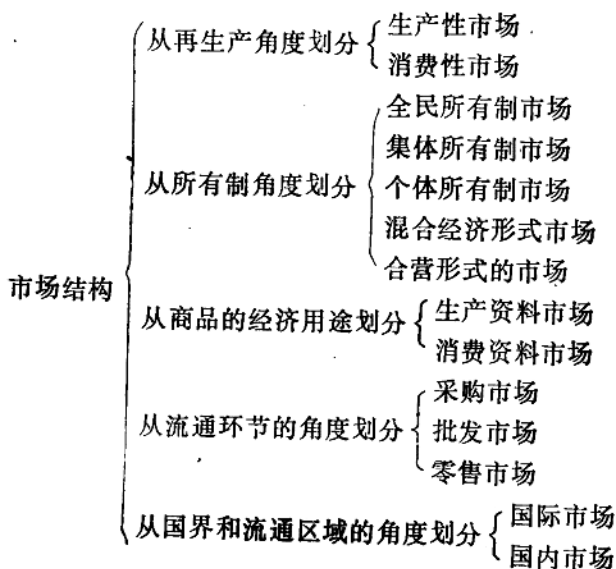 从再生产角度划分
生产性市场
消费性市场
从所有制角度划分
全民所有制市场
集体所有制市场
个体所有制市场
混合经济形式市场
合营形式的市场
市场结构
从商品的经济用途划分
生产资料市场
消费资料市场
从流通环节的角度划分
采购市场
批发市场
零售市场
从国界和流通区域的角度划分
国际市场
国内市场